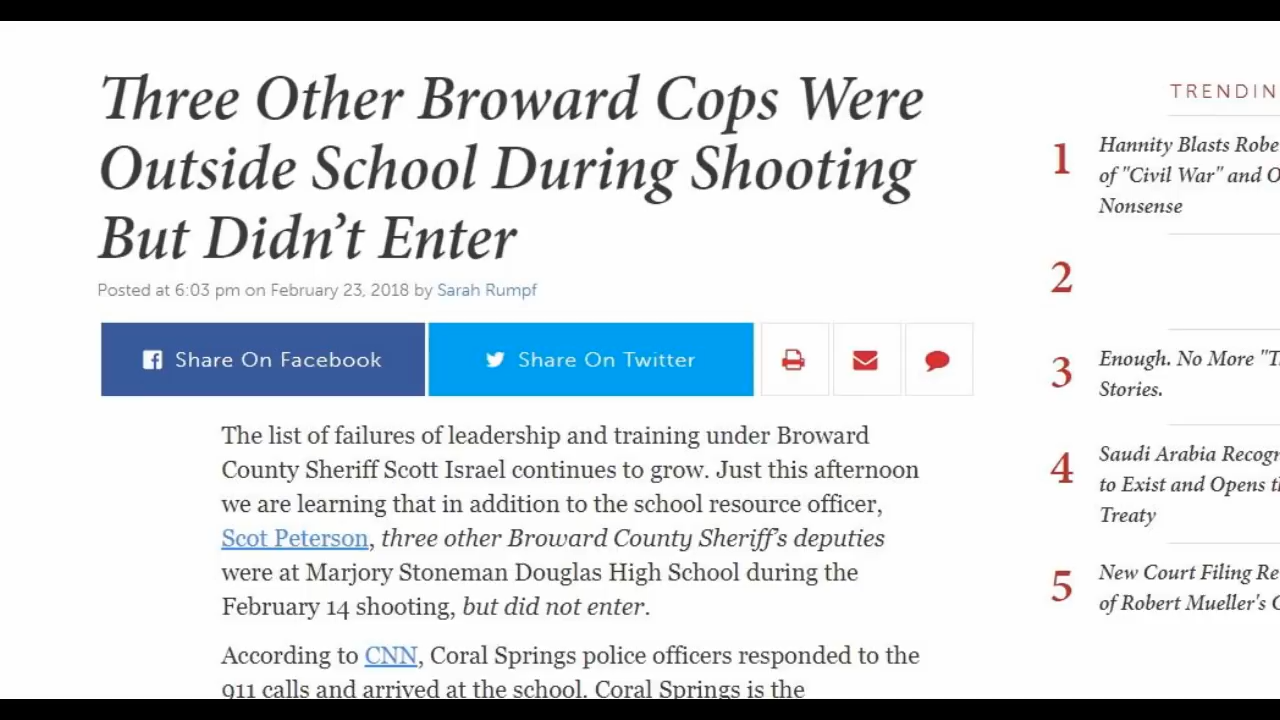 Three Other Broward Cops Were
Outside School During Shooting
But Didn't Enter
Posted at 6:03 pm on February 23, 2018 by Sarah Rumpf
Share On Facebook
Share On Twitter
The list of failures of leadership and training under Broward
County Sheriff Scott Israel continues to grow. Just this afternoon
we are learning that in addition to the school resource officer,
Scot Peterson, three other Broward County Sheriff's deputies
were at Marjory Stoneman Douglas High School during the
February 14 shooting, but did not enter.
According to CNN, Coral Springs police officers responded to the
911 calls and arrived at the school. Coral Springs is the
TRENDIN
1
Hannity Blasts Robe
of "Civil War" and O
Nonsense
2
3
Enough. No More "T
Stories.
4
Saudi Arabia Recogn
to Exist and Opens t
Treaty
5
New Court Filing Re
of Robert Mueller's